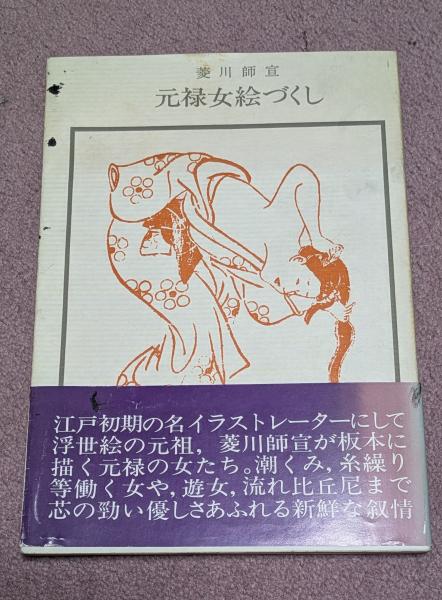 菱川師宣
元禄女絵づくし
江戸初期の名イラストレーターにして
浮世絵の元祖，菱川師宣が板本に
描く元禄の女たち。潮くみ，糸繰り
等働く女や，遊女，流れ比丘尼まで
芯の勁い優しさあふれる新鮮な叙情